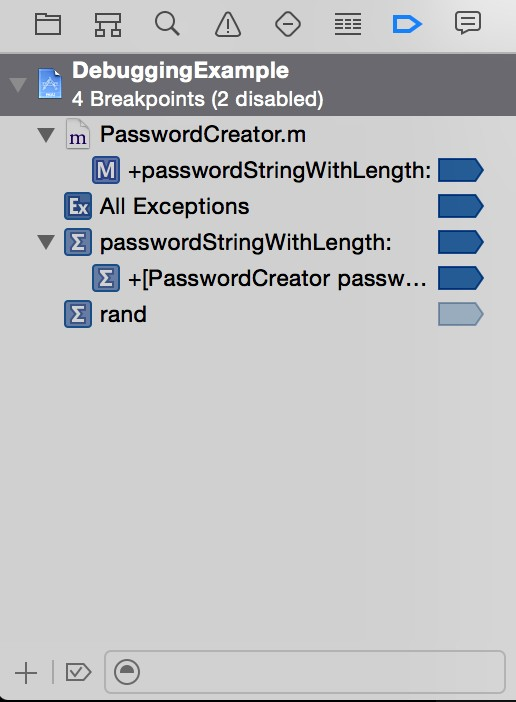 DebuggingExample
4 Breakpoints (2 disabled)
m PasswordCreator.m
M +passwordStringWithLength:
Ex All Exceptions
Σ passwordStringWithLength:
Σ +[PasswordCreator passw...
Σ rand